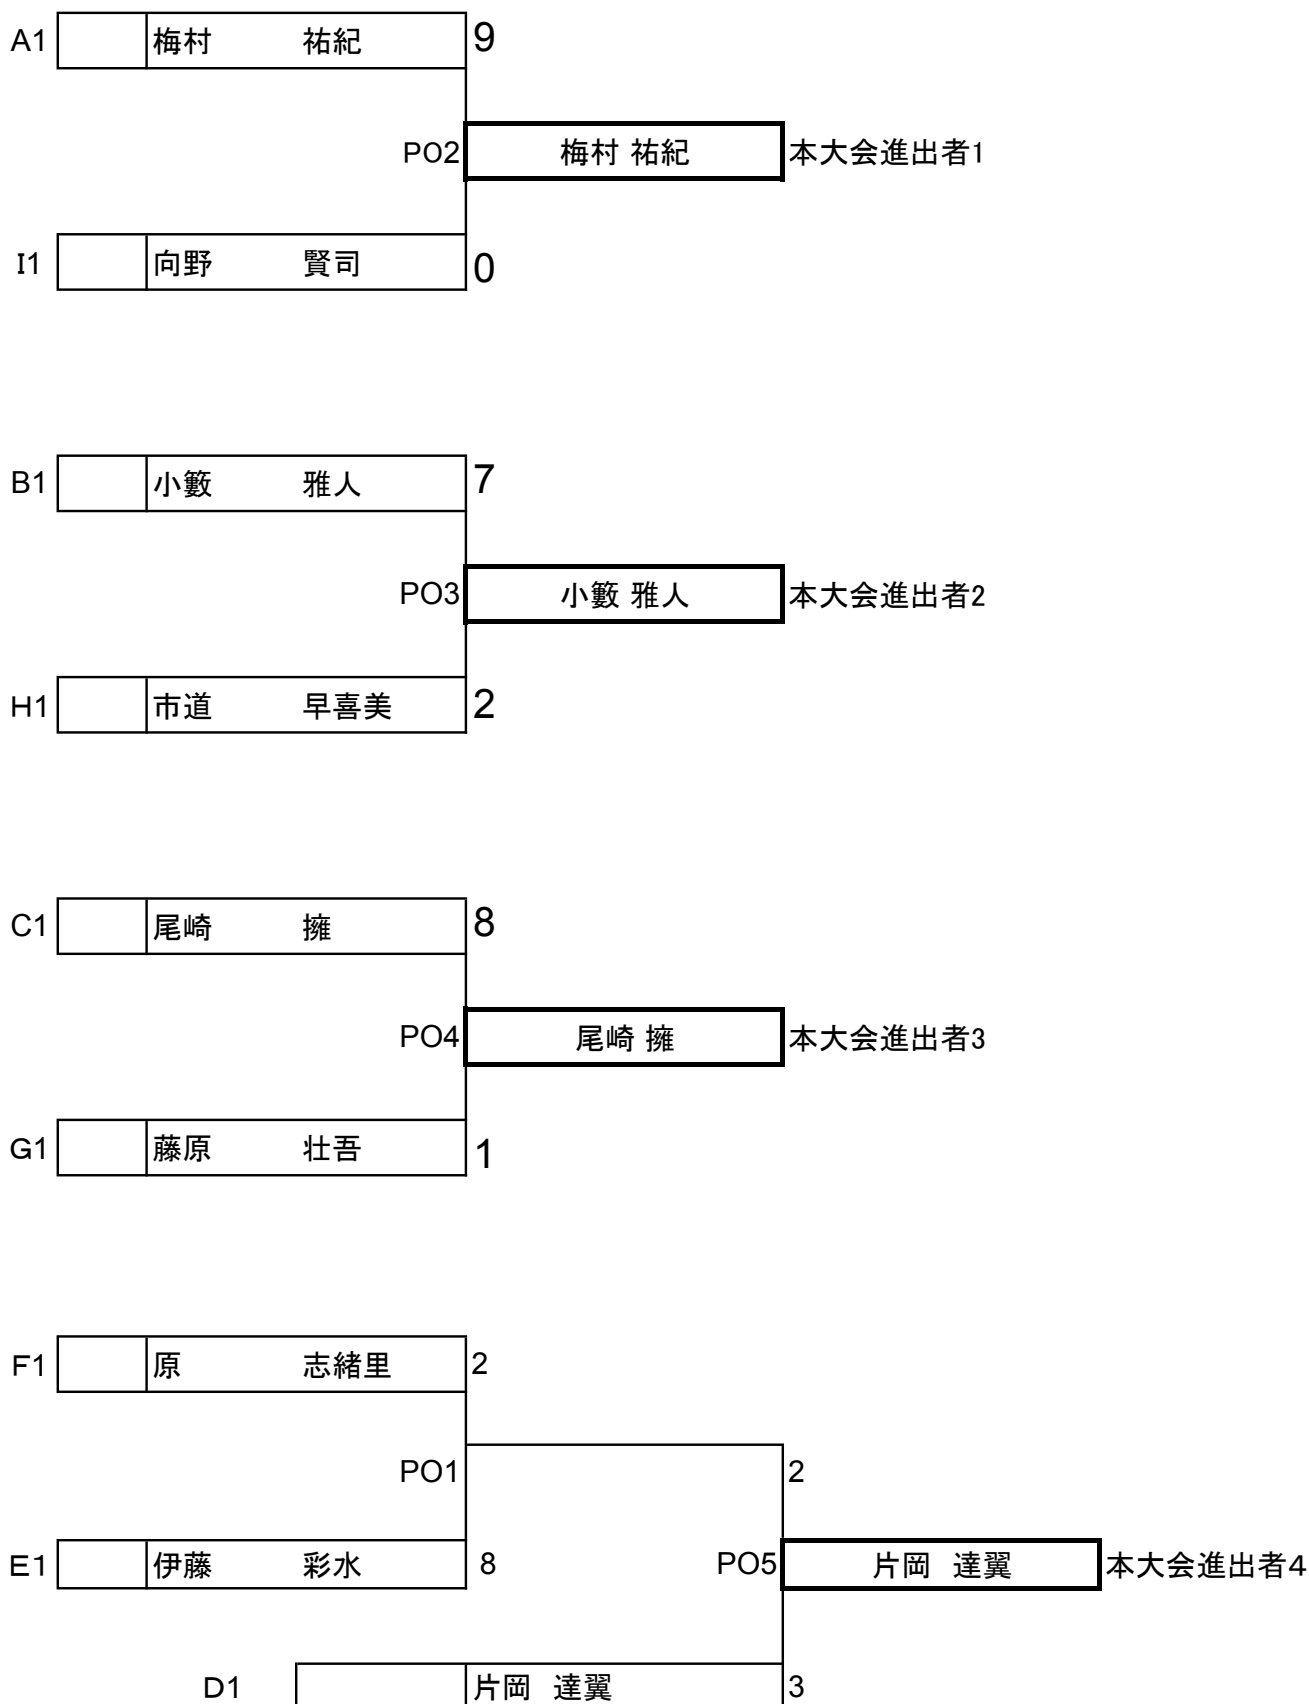 A1 梅村 祐紀 9
PO2 梅村 祐紀 本大会進出者1
I1 向野 賢司 0
B1 小籔 雅人 7
PO3 小籔 雅人 本大会進出者2
H1 市道 早喜美 2
C1 尾崎 擁 8
PO4 尾崎 擁 本大会進出者3
G1 藤原 壮吾 1
F1 原 志緒里 2
PO1 2
E1 伊藤 彩水 8 PO5 片岡 達翼 本大会進出者4
D1 片岡 達翼 3